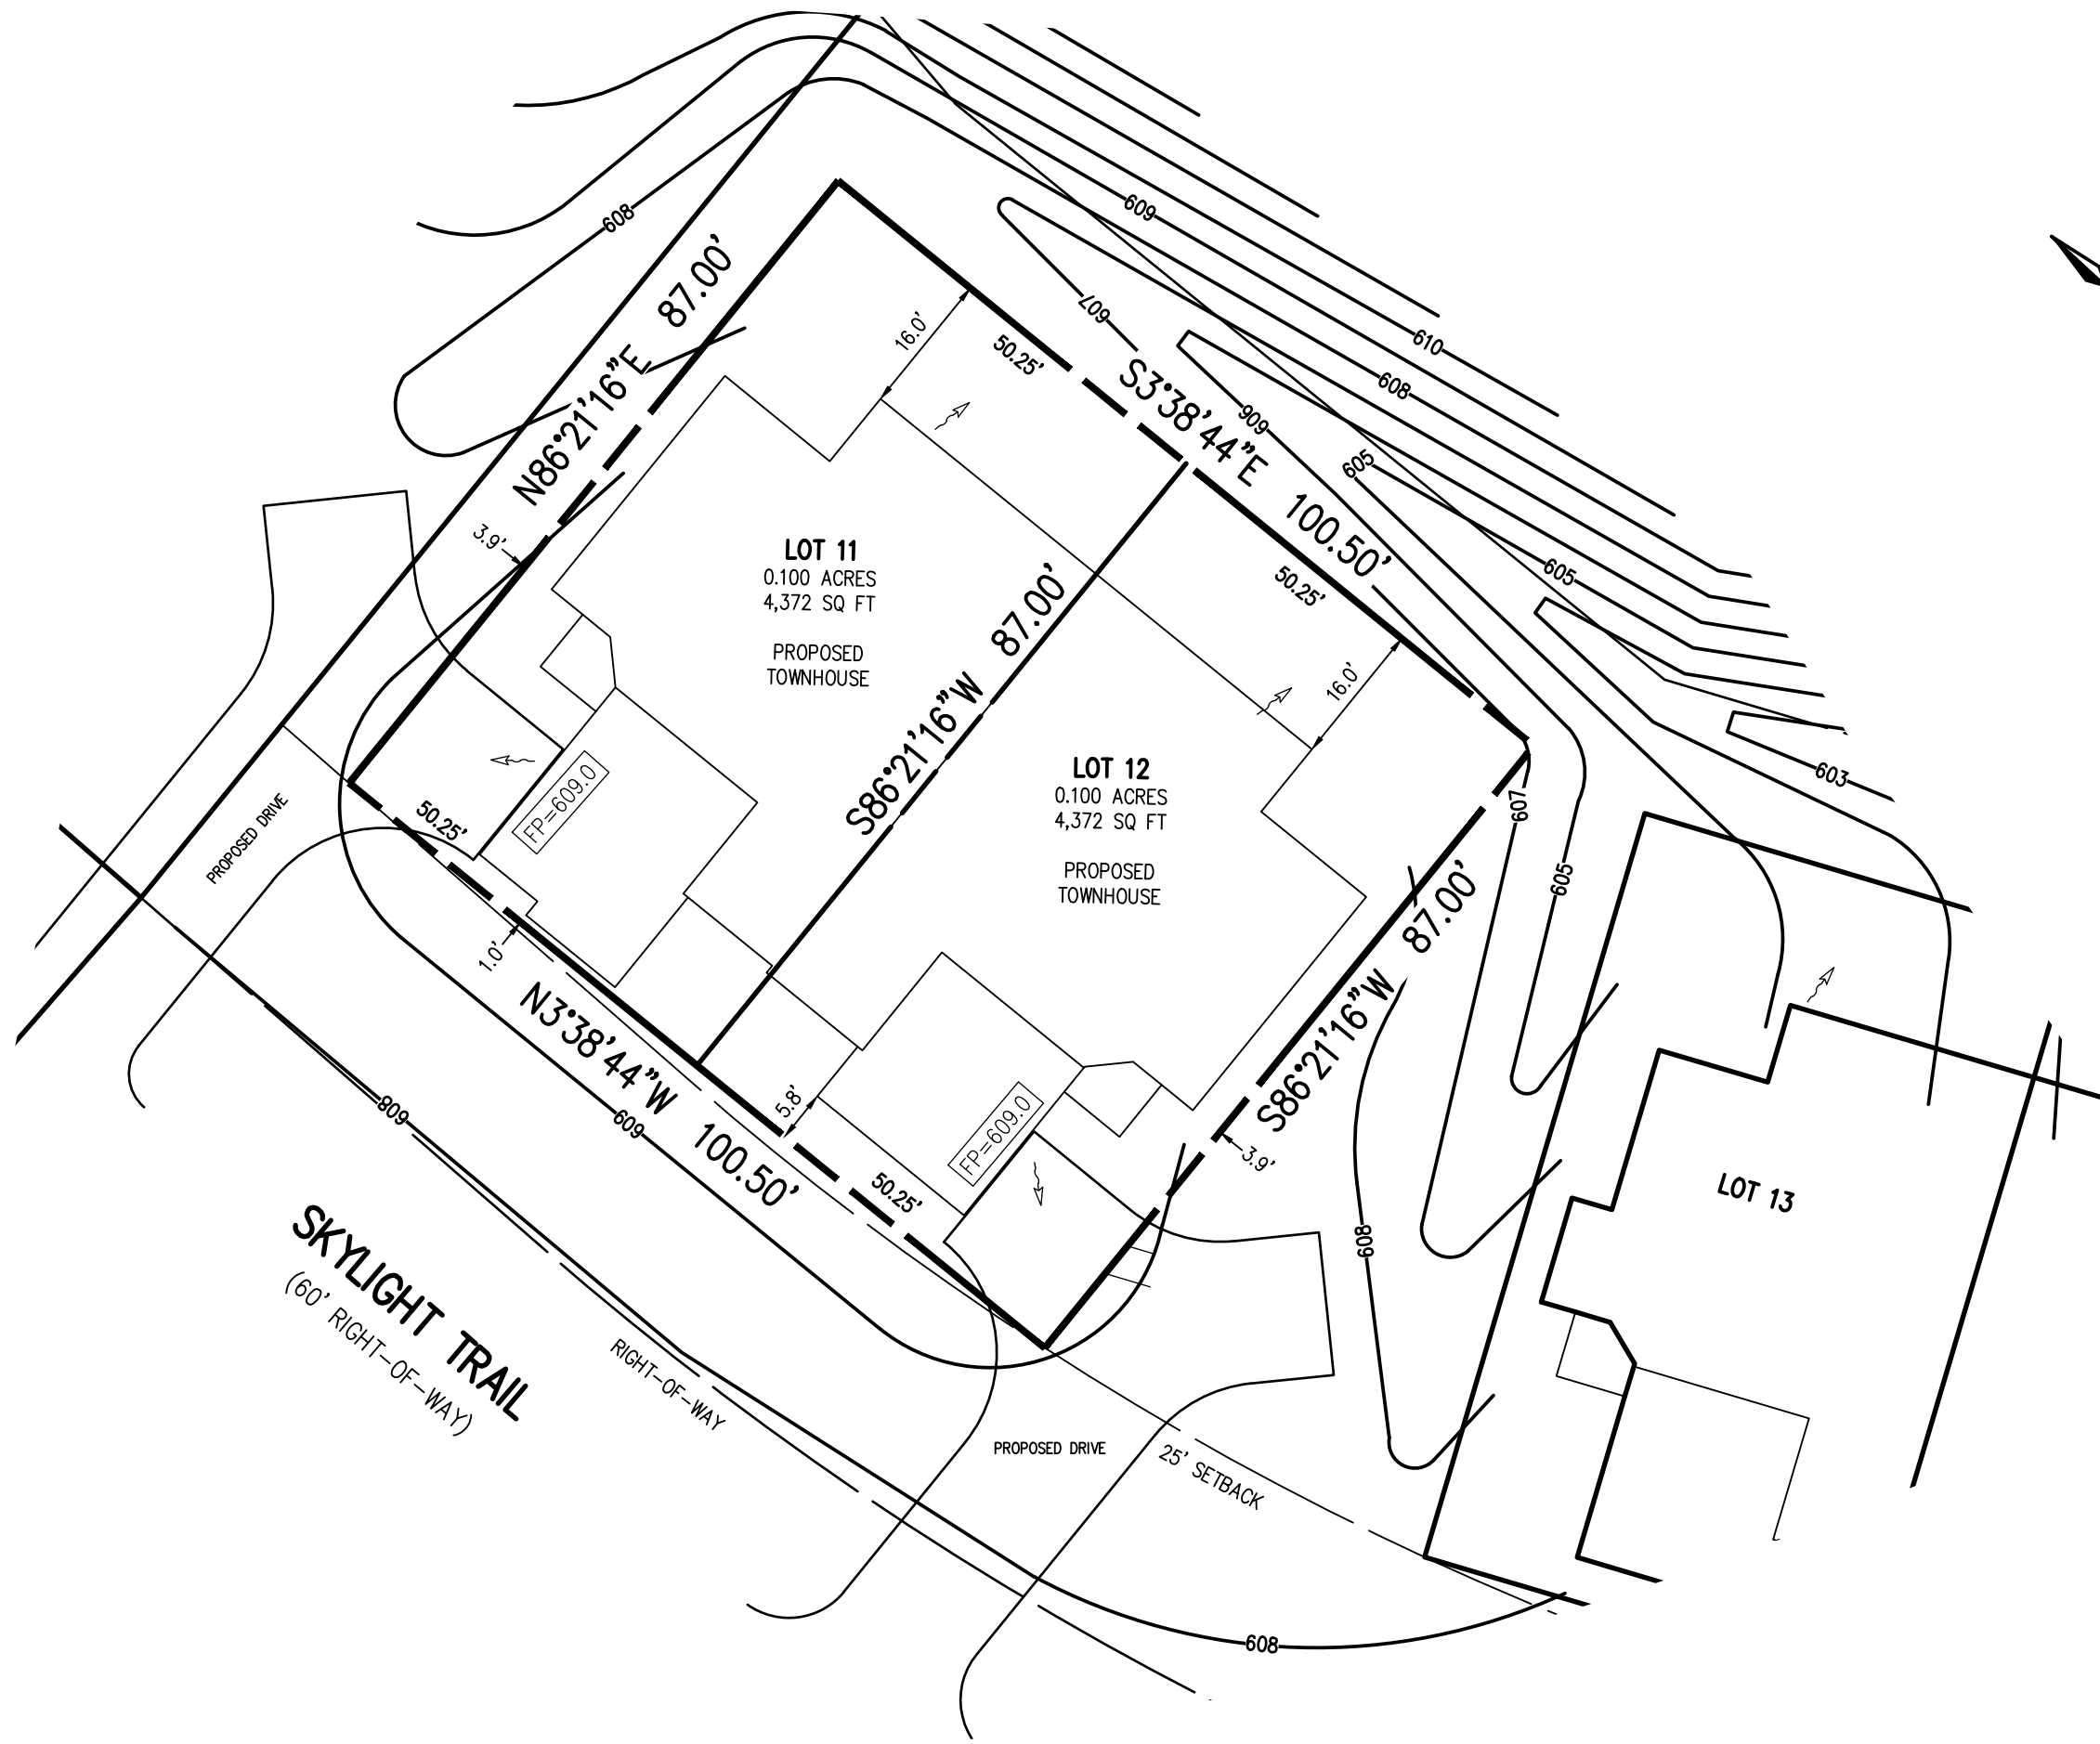 608
609
N86°21'16"E 87.00'
16.0'
50.25'
607
S3°38'44"E 100.50'
610
608
606
605
605
3.9'
LOT 11
0.100 ACRES
4,372 SQ FT
PROPOSED
TOWNHOUSE
S86°21'16"W 87.00'
50.25'
16.0'
LOT 12
0.100 ACRES
4,372 SQ FT
PROPOSED
TOWNHOUSE
603
607
605
FP=609.0
PROPOSED DRIVE
50.25'
1.0'
N3°38'44"W 100.50'
S86°21'16"W 87.00'
5.8'
FP=609.0
3.9'
608
609
50.25'
608
LOT 13
SKYLIGHT TRAIL
(60' RIGHT-OF-WAY)
RIGHT-OF-WAY
PROPOSED DRIVE
25' SETBACK
608